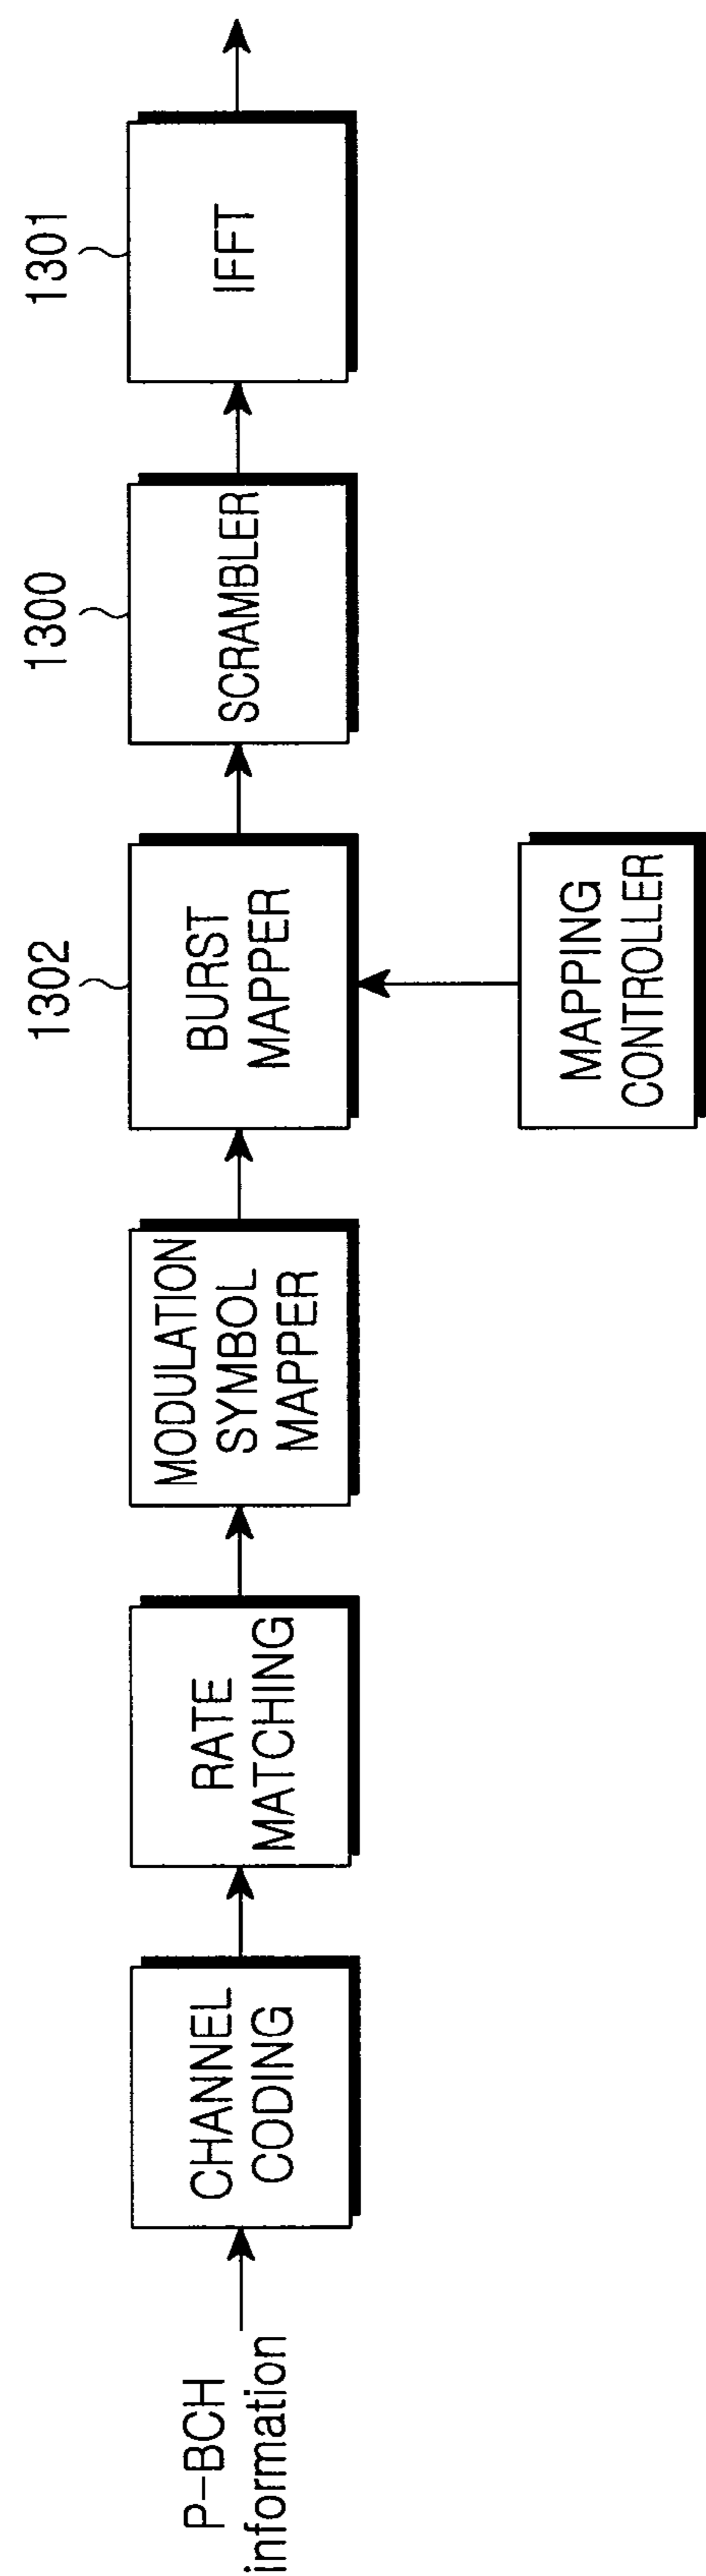 P-BCH
information
CHANNEL
CODING
RATE
MATCHING
MODULATION
SYMBOL
MAPPER
1302
BURST
MAPPER
MAPPING
CONTROLLER
1300
SCRAMBLER
1301
IFFT